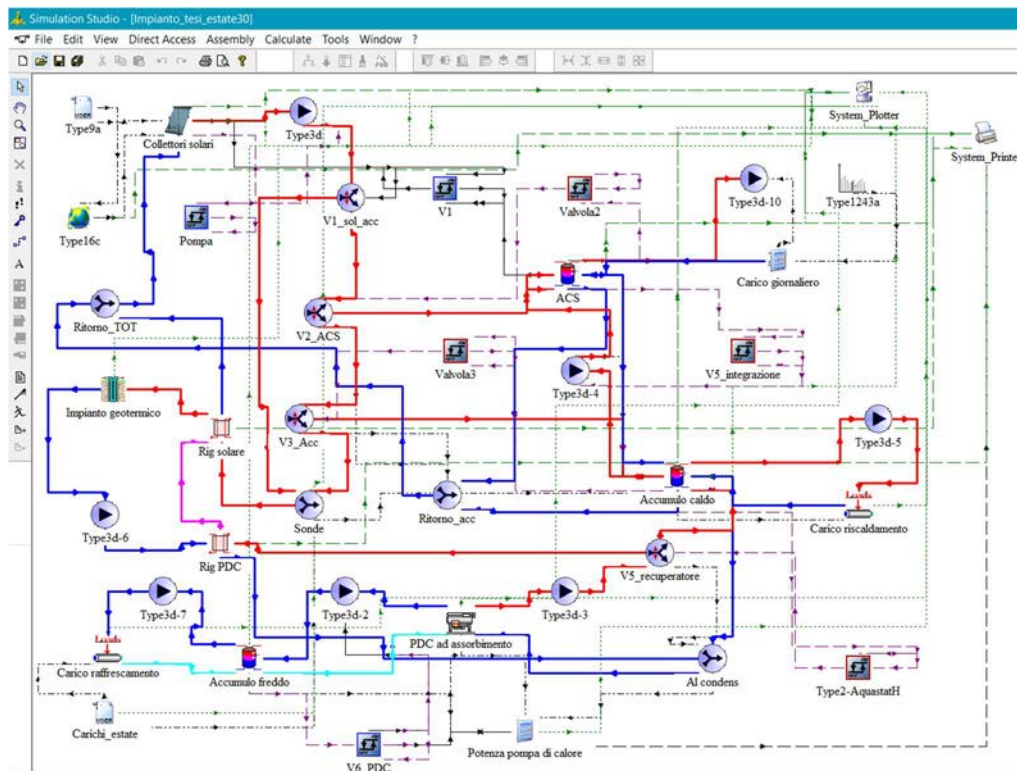 Simulation Studio - [Impianto_tesi_estate30]
File Edit View Direct Access Assembly Calculate Tools Window ?
Type9a
Collettori solari
Type3d
System_Plotter
System_Printe
Type16c
Pompa
V1_sol_acc
V1
Valvola2
Type3d-10
Type1243a
Ritorno_TOT
V2_ACS
ACS
Carico giornaliero
Valvola3
Type3d-4
V5_integrazione
Impianto geotermico
Rig solare
V3_Acc
Type3d-5
Type3d-6
Sonde
Ritorno_acc
Accumulo caldo
Loads
Carico riscaldamento
Rig PDC
V5_recuperatore
Type3d-7
Type3d-2
Type3d-3
Loads
Carico raffrescamento
Accumulo freddo
PDC ad assorbimento
Al condens
Type2-AquastatH
USER
Carichi_estate
V6_PDC
Potenza pompa di calore